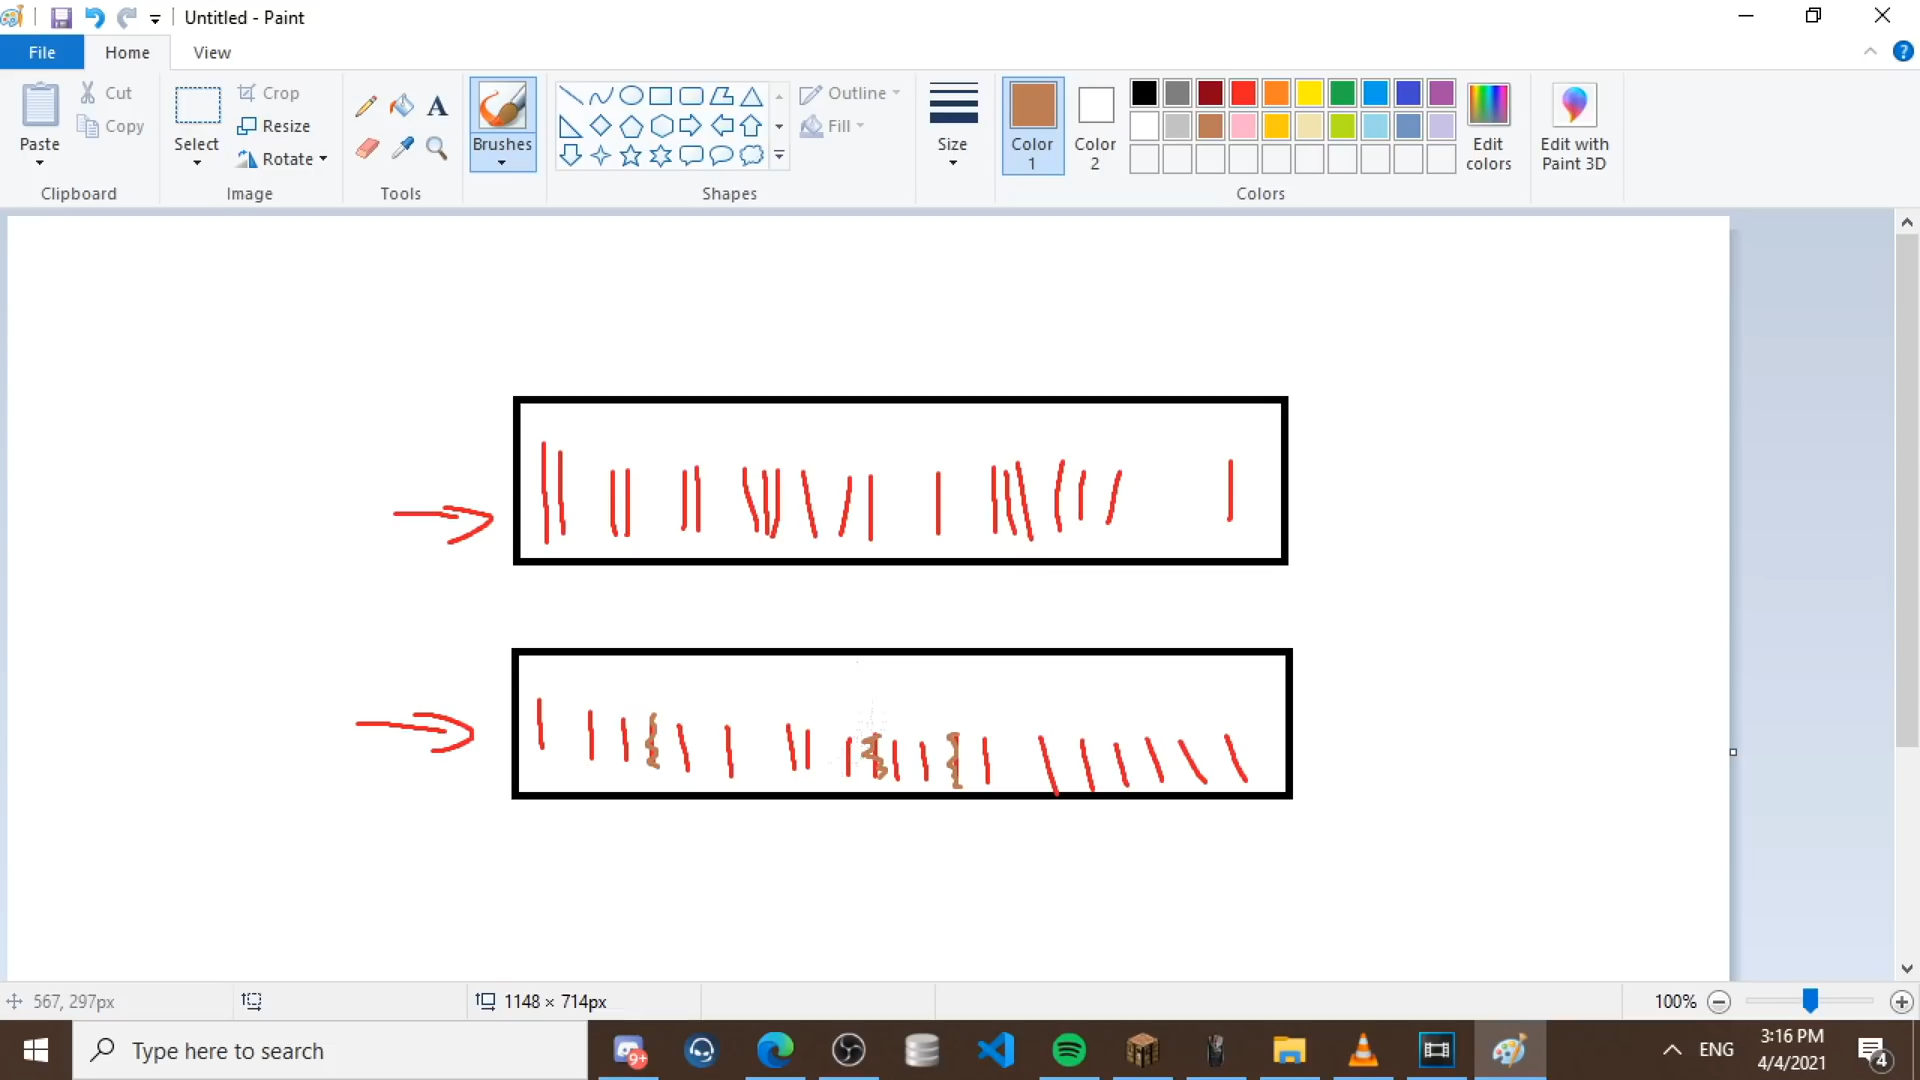 Untitled - Paint
File
Home
View
Paste
Cut
Copy
Clipboard
Select
Crop
Resize
Rotate
Image
A
Tools
Brushes
Outline
Fill
Shapes
Size
Color
1
Color
2
Edit
colors
Colors
Edit with
Paint 3D
?
567, 297px
1148 × 714px
100%
Type here to search
9+
ENG
3:16 PM
4/4/2021
4